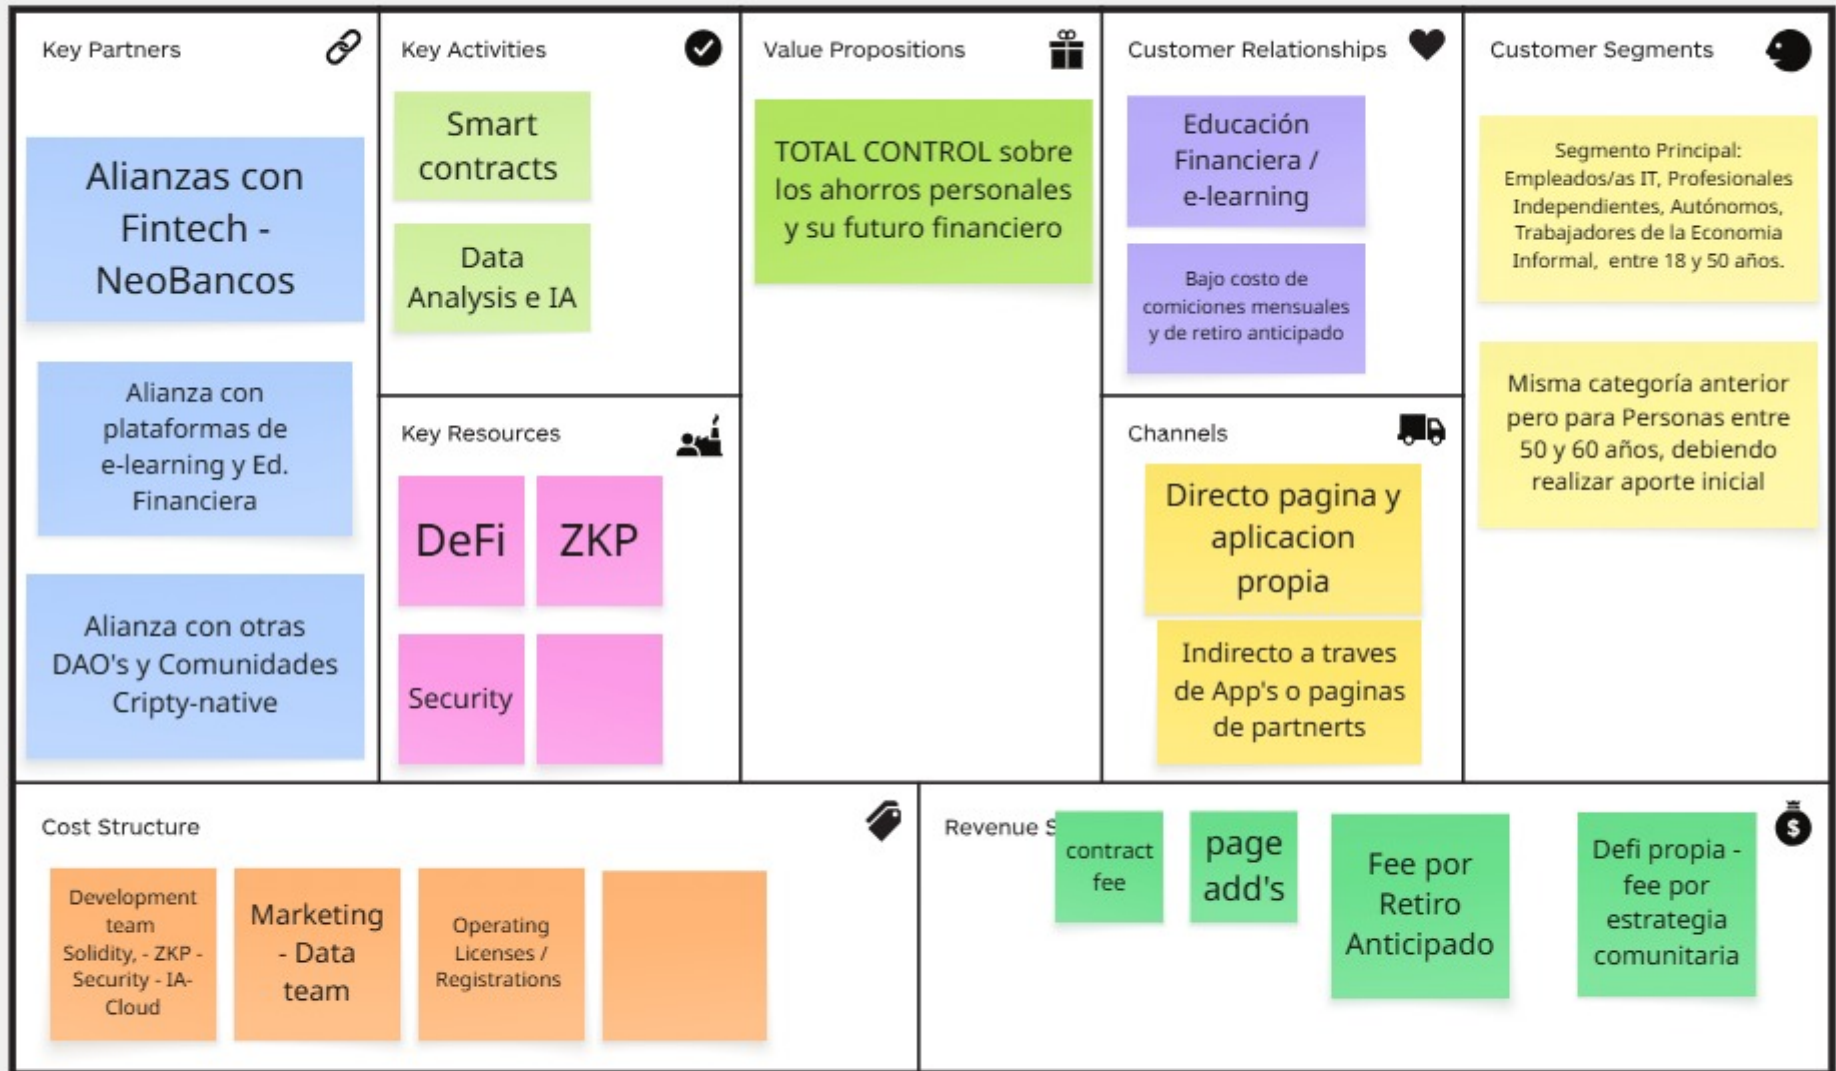 Key Partners
Alianzas con
Fintech -
NeoBancos
Alianza con
plataformas de
e-learning y Ed.
Financiera
Alianza con otras
DAO's y Comunidades
Cripty-native
Key Activities
Smart
contracts
Data
Analysis e IA
Key Resources
DeFi
ZKP
Security
Value Propositions
TOTAL CONTROL sobre
los ahorros personales
y su futuro financiero
Customer Relationships
Educación
Financiera /
e-learning
Bajo costo de
comiciones mensuales
y de retiro anticipado
Channels
Directo pagina y
aplicacion
propia
Indirecto a traves
de App's o paginas
de partnerts
Customer Segments
Segmento Principal:
Empleados/as IT, Profesionales
Independientes, Autónomos,
Trabajadores de la Economia
Informal, entre 18 y 50 años.
Misma categoría anterior
pero para Personas entre
50 y 60 años, debiendo
realizar aporte inicial
Cost Structure
Development
team
Solidity, - ZKP -
Security - IA-
Cloud
Marketing
- Data
team
Operating
Licenses /
Registrations
Revenue S
contract
fee
page
add's
Fee por
Retiro
Anticipado
Defi propia -
fee por
estrategia
comunitaria
$